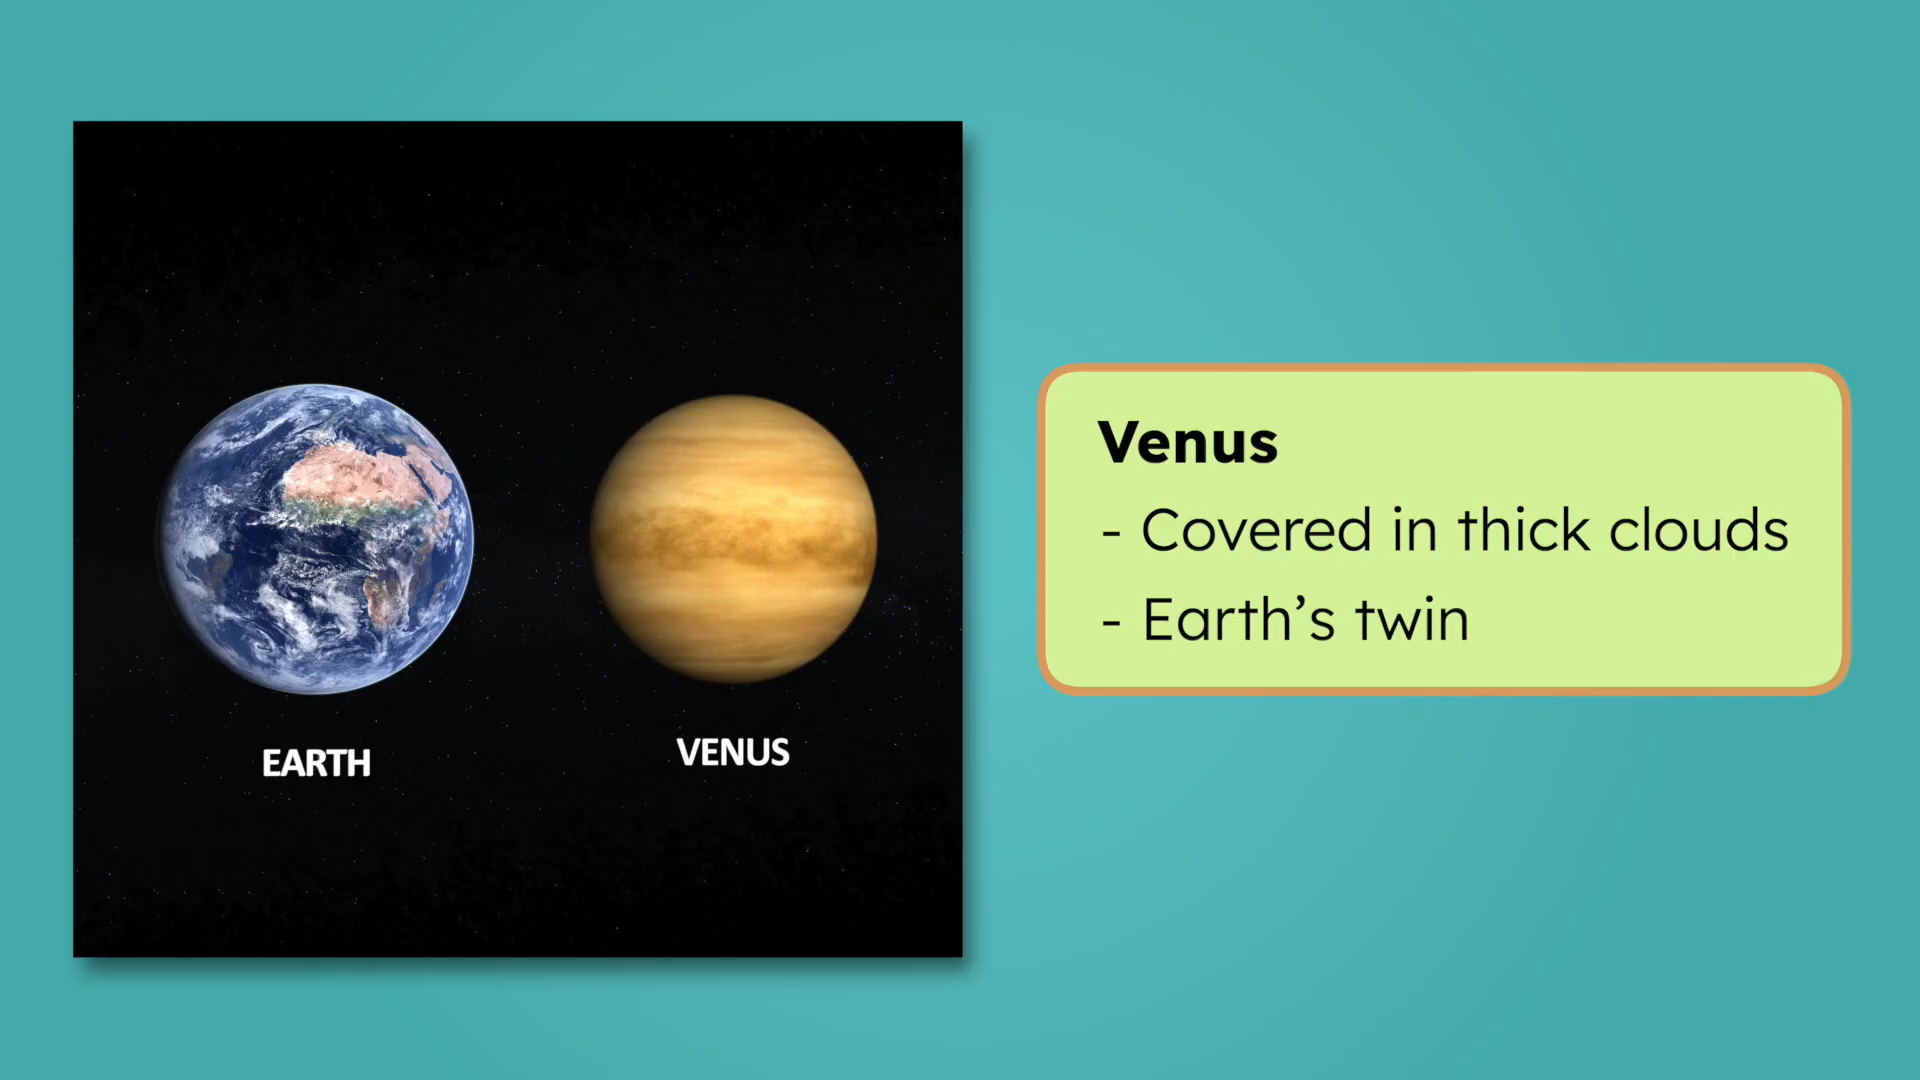 EARTH
VENUS
Venus
- Covered in thick clouds
- Earth’s twin